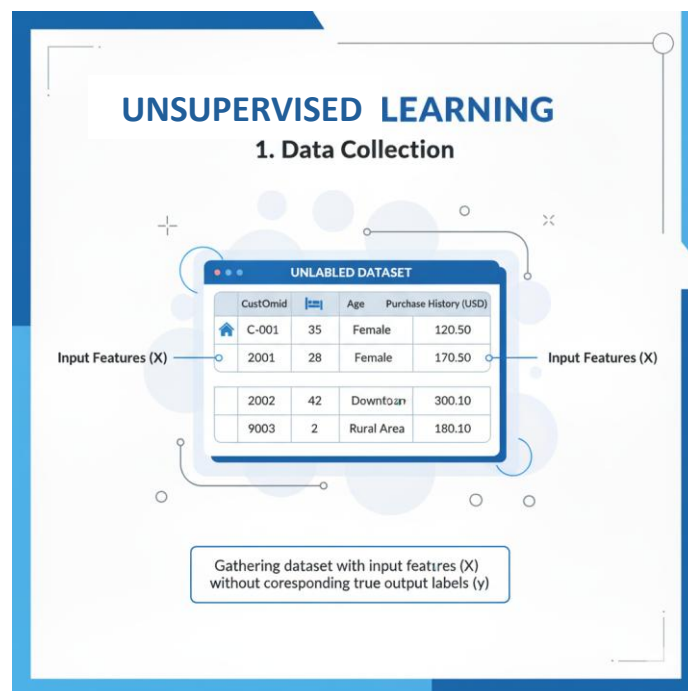 UNSUPERVISED LEARNING
1. Data Collection
UNLABLED DATASET
CustOmid Age Purchase History (USD)
C-001 35 Female 120.50
Input Features (X) 2001 28 Female 170.50 Input Features (X)
2002 42 Downtoarr 300.10
9003 2 Rural Area 180.10
Gathering dataset with input featires (X)
without coresponding true output labels (y)